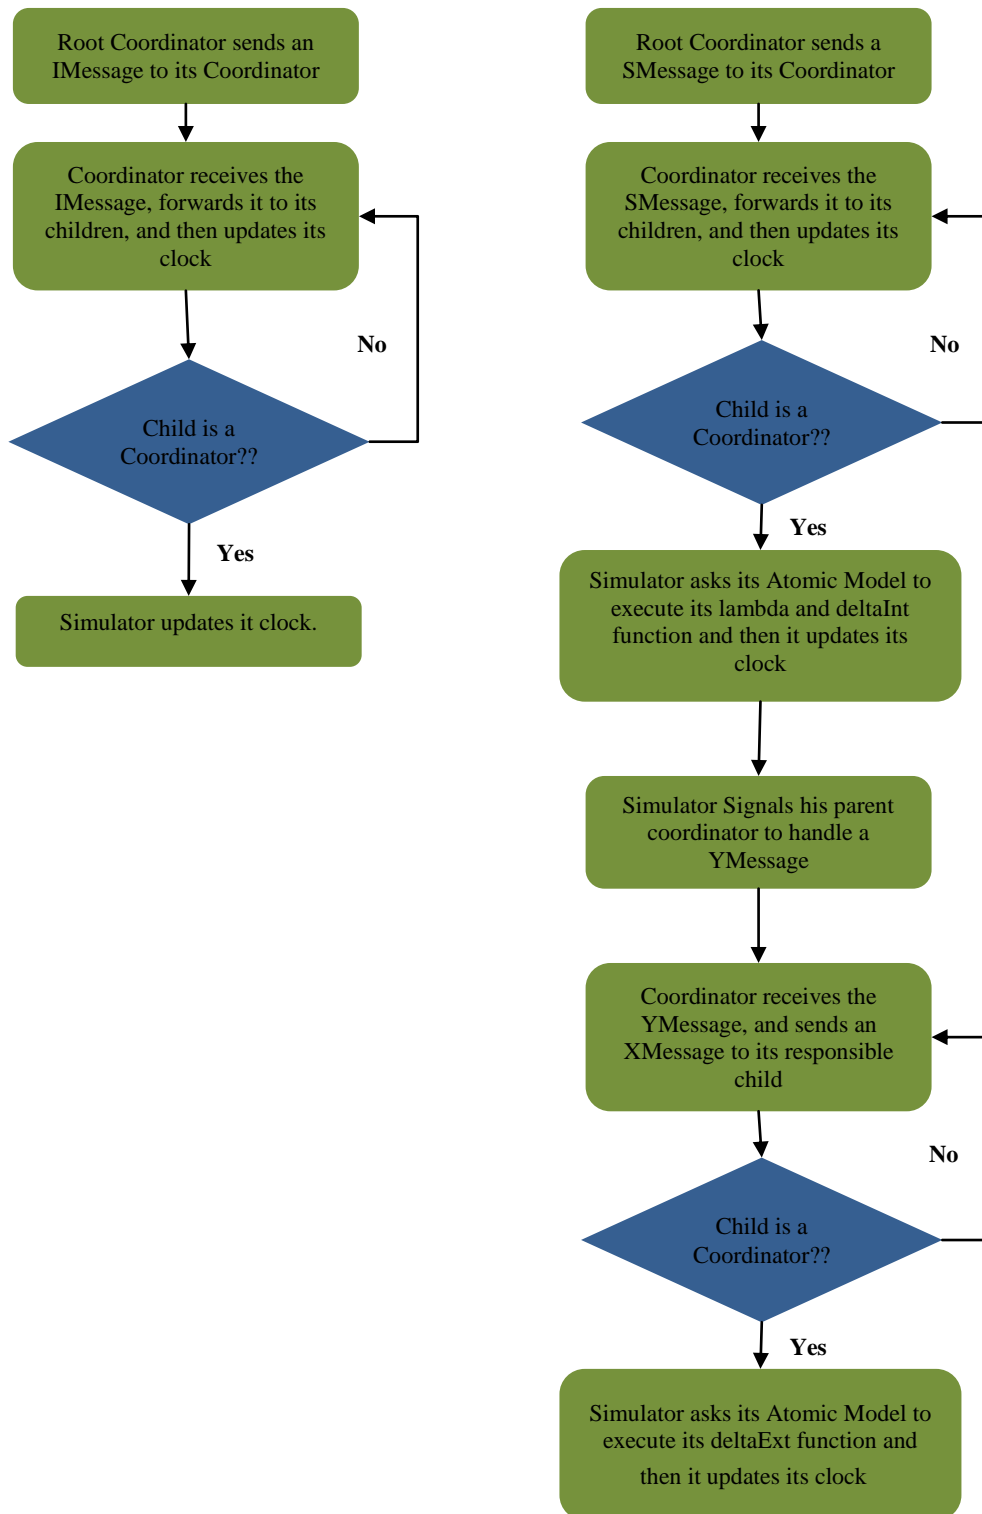 Root Coordinator sends an
IMessage to its Coordinator
Coordinator receives the
IMessage, forwards it to its
children, and then updates its
clock
No
Child is a
Coordinator??
Yes
Simulator updates it clock.
Root Coordinator sends a
SMessage to its Coordinator
Coordinator receives the
SMessage, forwards it to its
children, and then updates its
clock
No
Child is a
Coordinator??
Yes
Simulator asks its Atomic Model to
execute its lambda and deltaInt
function and then it updates its
clock
Simulator Signals his parent
coordinator to handle a
YMessage
Coordinator receives the
YMessage, and sends an
XMessage to its responsible
child
No
Child is a
Coordinator??
Yes
Simulator asks its Atomic Model to
execute its deltaExt function and
then it updates its clock